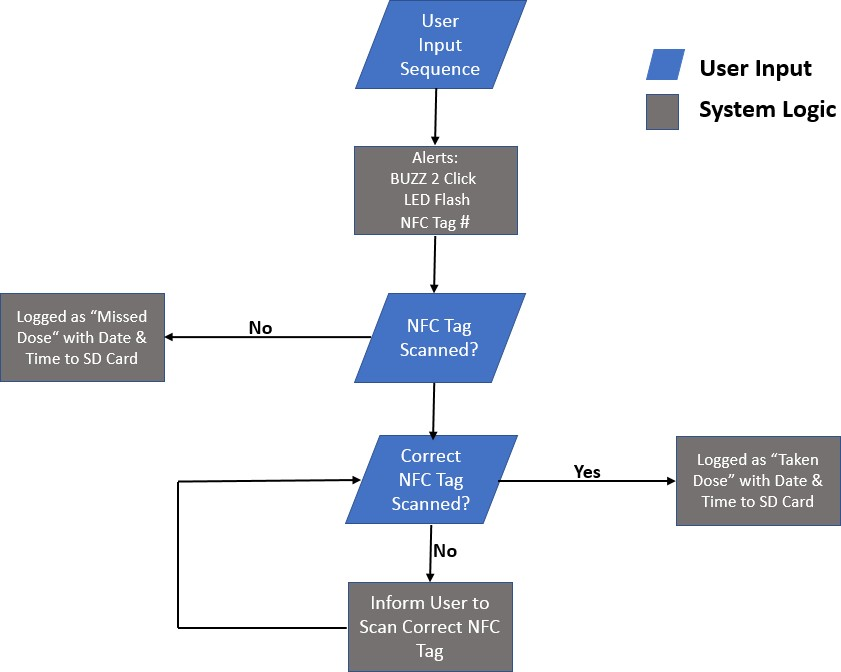 User
Input
Sequence
User Input
System Logic
Alerts:
BUZZ 2 Click
LED Flash
NFC Tag #
Logged as “Missed
Dose“ with Date &
Time to SD Card
No
NFC Tag
Scanned?
Correct
NFC Tag
Scanned?
Yes
Logged as “Taken
Dose” with Date &
Time to SD Card
No
Inform User to
Scan Correct NFC
Tag